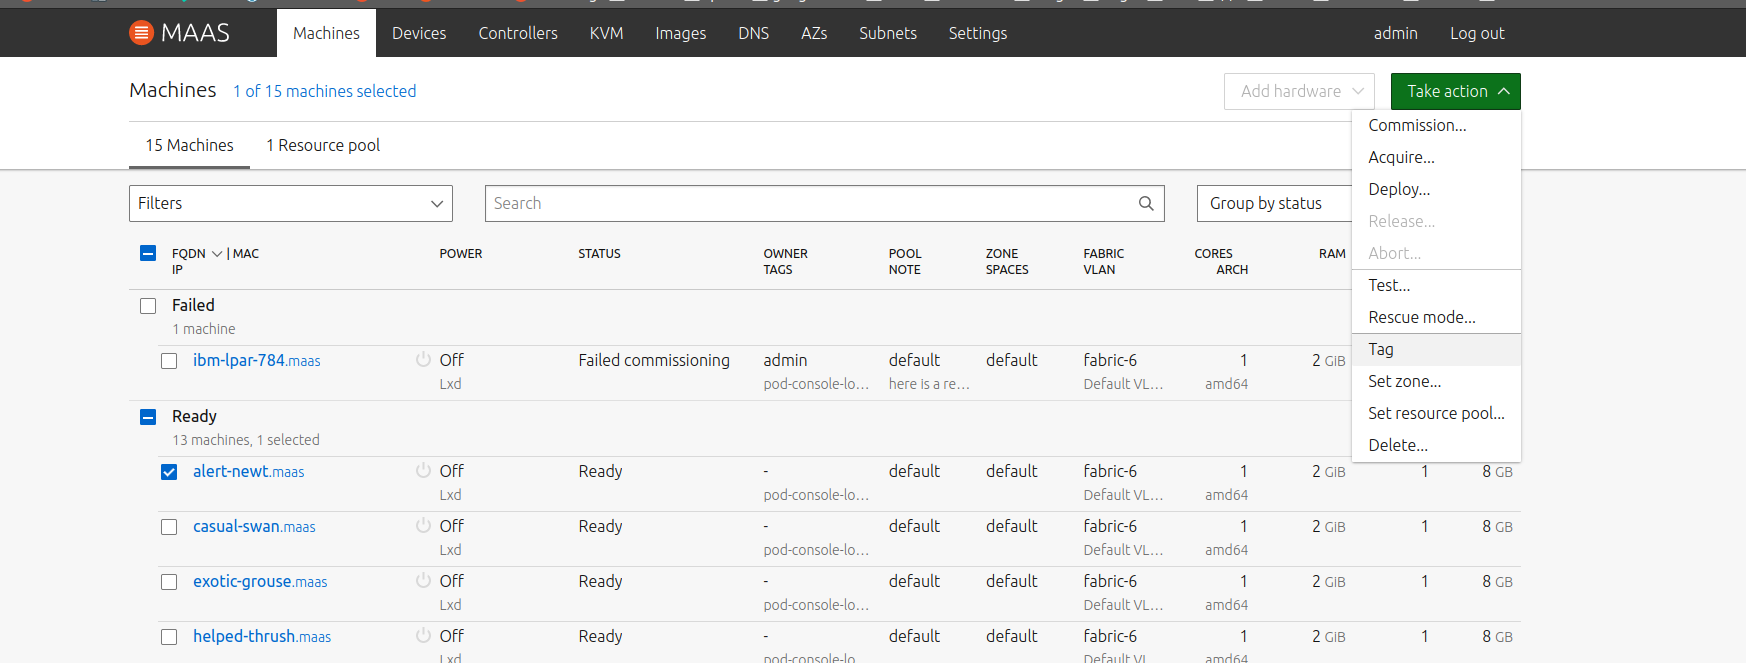 MAAS Machines Devices Controllers KVM Images DNS AZs Subnets Settings admin Log out
Machines 1 of 15 machines selected Add hardware Take action
15 Machines 1 Resource pool
Commission...
Acquire...
Deploy...
Release...
Abort...
Test...
Rescue mode...
Tag
Set zone...
Set resource pool...
Delete...
Filters Search Group by status
FQDN | MAC POWER STATUS OWNER POOL ZONE FABRIC CORES RAM
IP TAGS NOTE SPACES VLAN ARCH
Failed
1 machine
ibm-lpar-784.maas Off Failed commissioning admin default default fabric-6 1 2 GiB
Lxd pod-console-lo... here is a re... Default VL... amd64
Ready
13 machines, 1 selected
alert-newt.maas Off Ready - default default fabric-6 1 2 GiB 1 8 GB
Lxd pod-console-lo... Default VL... amd64
casual-swan.maas Off Ready - default default fabric-6 1 2 GiB 1 8 GB
Lxd pod-console-lo... Default VL... amd64
exotic-grouse.maas Off Ready - default default fabric-6 1 2 GiB 1 8 GB
Lxd pod-console-lo... Default VL... amd64
helped-thrush.maas Off Ready - default default fabric-6 1 2 GiB 1 8 GB
Lxd pod-console-lo... Default VL... amd64